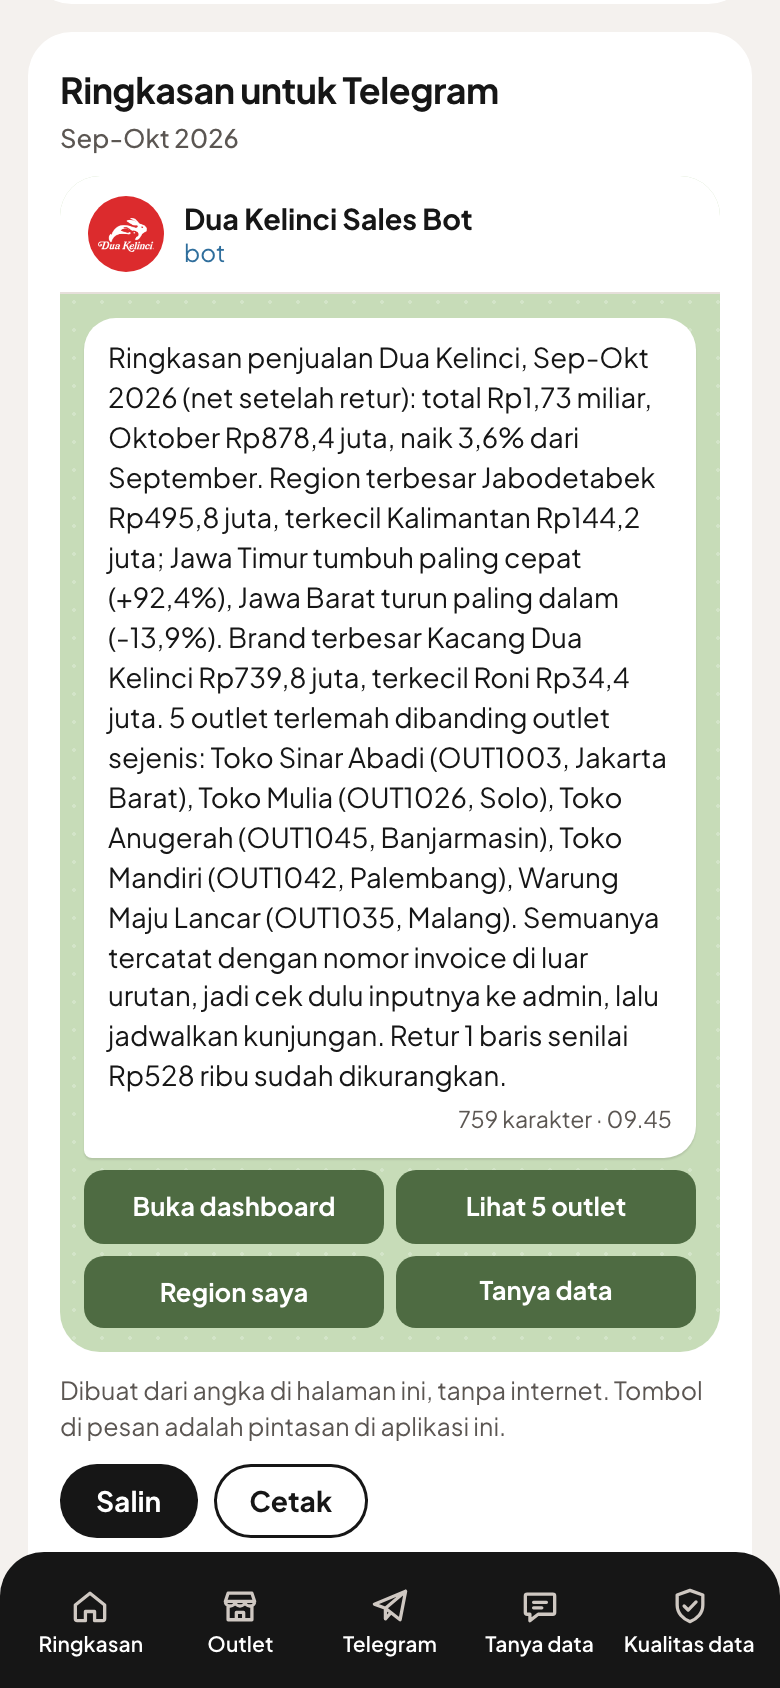 Ringkasan untuk Telegram
Sep-Okt 2026
Dua Kelinci
Dua Kelinci Sales Bot
bot
Ringkasan penjualan Dua Kelinci, Sep-Okt
2026 (net setelah retur): total Rp1,73 miliar,
Oktober Rp878,4 juta, naik 3,6% dari
September. Region terbesar Jabodetabek
Rp495,8 juta, terkecil Kalimantan Rp144,2
juta; Jawa Timur tumbuh paling cepat
(+92,4%), Jawa Barat turun paling dalam
(-13,9%). Brand terbesar Kacang Dua
Kelinci Rp739,8 juta, terkecil Roni Rp34,4
juta. 5 outlet terlemah dibanding outlet
sejenis: Toko Sinar Abadi (OUT1003, Jakarta
Barat), Toko Mulia (OUT1026, Solo), Toko
Anugerah (OUT1045, Banjarmasin), Toko
Mandiri (OUT1042, Palembang), Warung
Maju Lancar (OUT1035, Malang). Semuanya
tercatat dengan nomor invoice di luar
urutan, jadi cek dulu inputnya ke admin, lalu
jadwalkan kunjungan. Retur 1 baris senilai
Rp528 ribu sudah dikurangkan.
759 karakter · 09.45
Buka dashboard
Lihat 5 outlet
Region saya
Tanya data
Dibuat dari angka di halaman ini, tanpa internet. Tombol
di pesan adalah pintasan di aplikasi ini.
Salin
Cetak
Ringkasan
Outlet
Telegram
Tanya data
Kualitas data